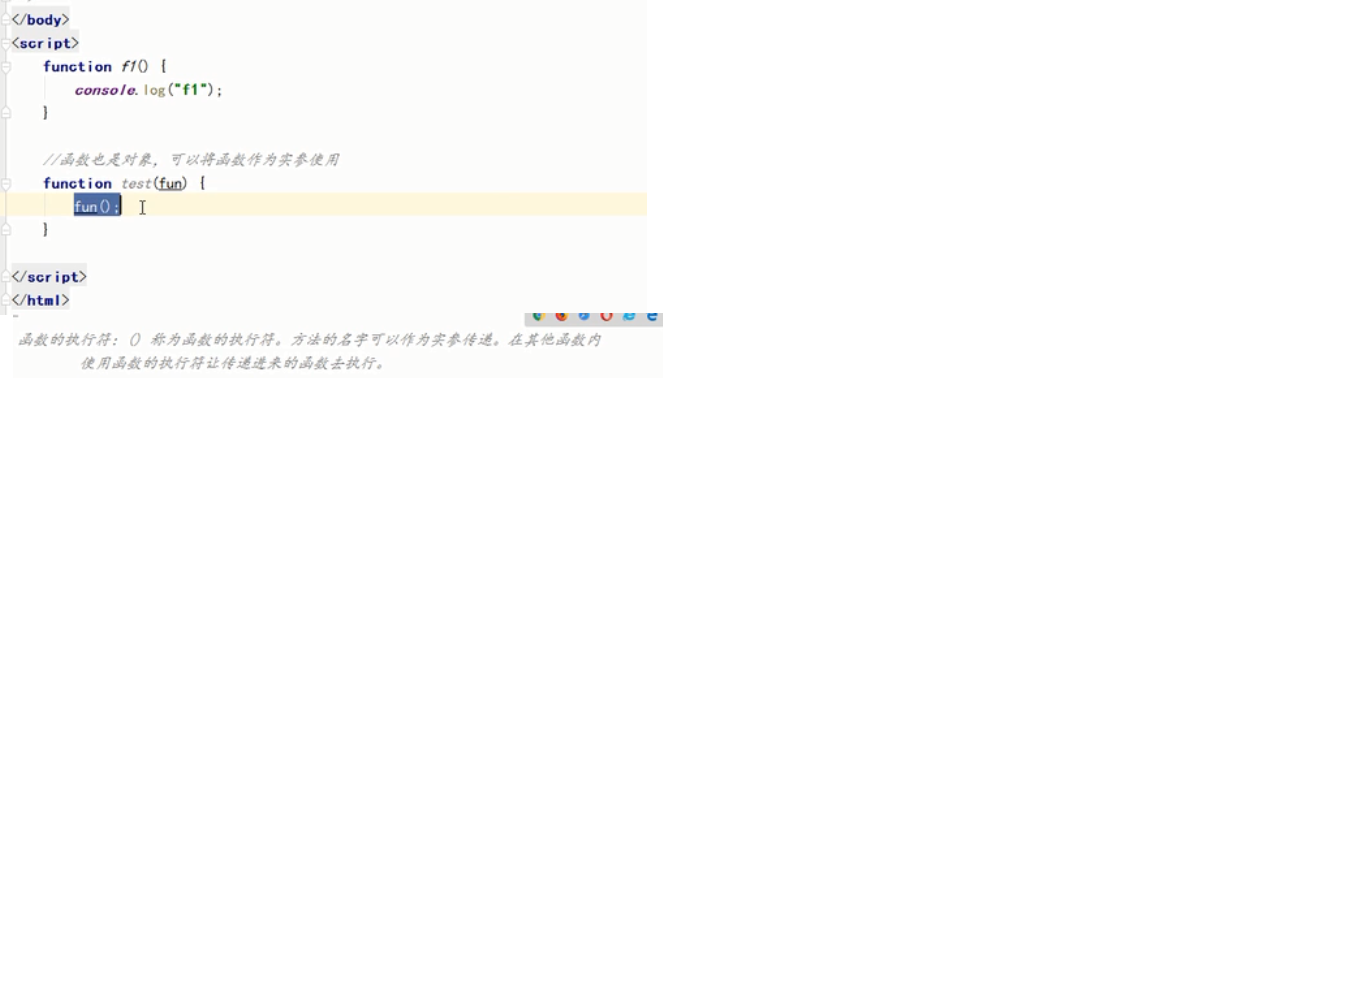 </body>
<script>
function f1() {
console.log("f1");
}
//函数也是对象，可以将函数作为实参使用
function test(fun) {
fun();
}
</script>
</html>
函数的执行符：() 称为函数的执行符。方法的名字可以作为实参传递。在其他函数内
使用函数的执行符让传递进来的函数去执行。